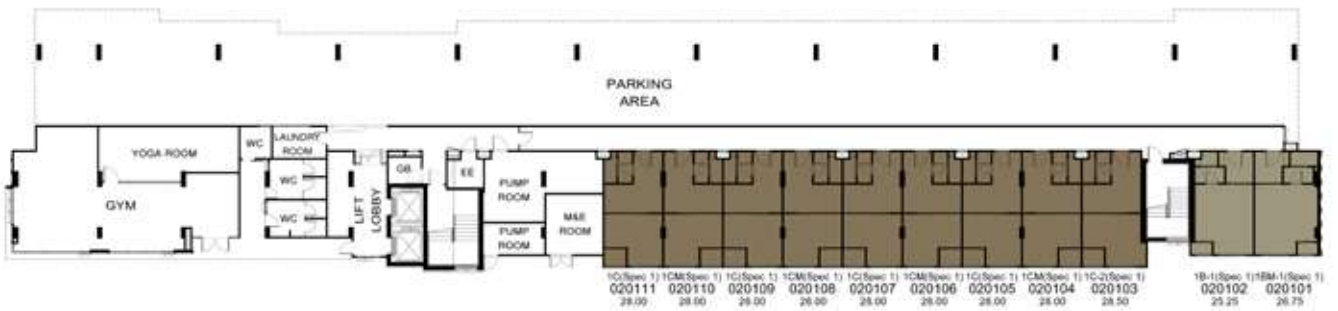 PARKING
AREA
WC
LAUNDRY
ROOM
YOGA ROOM
GYM
WC
WC
LIFT
LOBBY
GB
EE
PUMP
ROOM
PUMP
ROOM
M&E
ROOM
1C(Spec 1) 1CM(Spec 1) 1C(Spec 1) 1CM(Spec 1) 1C(Spec 1) 1CM(Spec 1) 1C(Spec 1) 1CM(Spec 1) 1C-2(Spec 1) 1B-1(Spec 1) 1BM-1(Spec 1)
020111 020110 020109 020108 020107 020106 020105 020104 020103 020102 020101
28.00 28.00 28.00 28.00 28.00 28.00 28.00 28.00 28.50 25.25 26.75